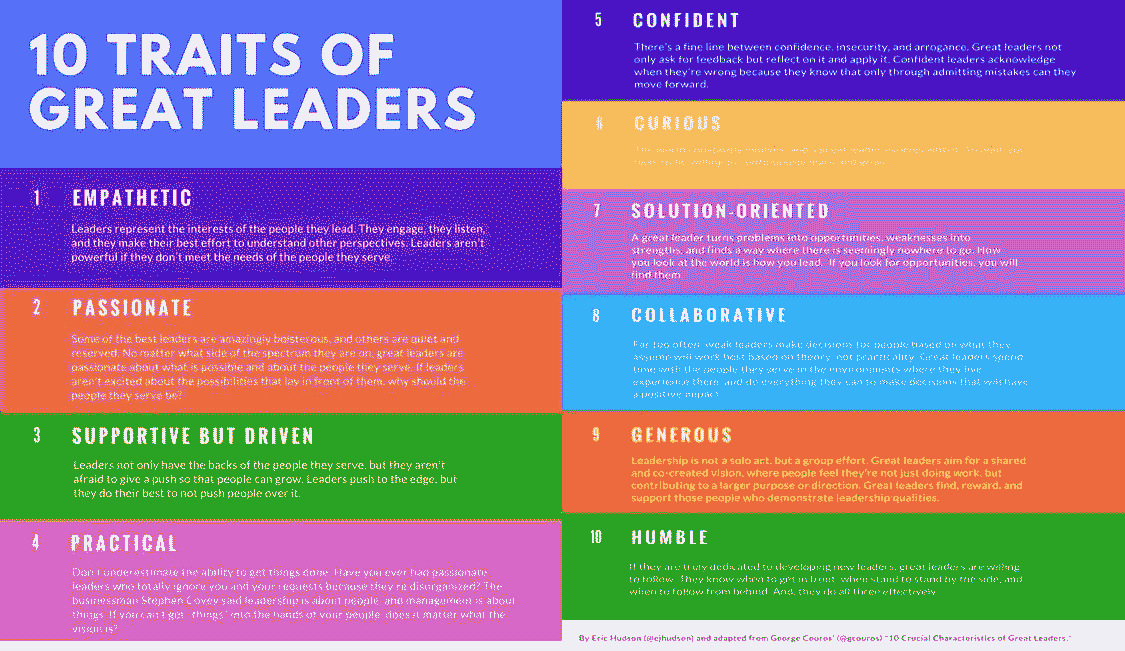 10 TRAITS OF
GREAT LEADERS
1 EMPATHETIC
Leaders represent the interests of the people they lead. They engage, they listen,
and they make their best effort to understand other perspectives. Leaders aren't
powerful if they don't meet the needs of the people they serve.
2 PASSIONATE
Some of the best leaders are amazingly boisterous, and others are quiet and
reserved. No matter what side of the spectrum they are on, great leaders are
passionate about what is possible and about the people they serve. If leaders
aren't excited about the possibilities that lay in front of them, why should the
people they serve be?
3 SUPPORTIVE BUT DRIVEN
Leaders not only have the backs of the people they serve, but they aren't
afraid to give a push so that people can grow. Leaders push to the edge, but
they do their best to not push people over it.
4 PRACTICAL
Don't underestimate the ability to get things done. Have you ever had passionate
leaders who totally ignore you and your requests because they're disorganized? The
businessman Stephen Covey said leadership is about people, and management is about
things. If you can't get "things" into the hands of your people, does it matter what the
vision is?
5 CONFIDENT
There's a fine line between confidence, insecurity, and arrogance. Great leaders not
only ask for feedback but reflect on it and apply it. Confident leaders acknowledge
when they're wrong because they know that only through admitting mistakes can they
move forward.
6 CURIOUS
7 SOLUTION-ORIENTED
A great leader turns problems into opportunities, weaknesses into
strengths, and finds a way where there is seemingly nowhere to go. How
you look at the world is how you lead. If you look for opportunities, you will
find them.
8 COLLABORATIVE
Far too often, weak leaders make decisions for people based on what they
assume will work best based on theory, not practicality. Great leaders spend
time with the people they serve in the environments where they live
experience there, and do everything they can to make decisions that will have
a positive impact.
9 GENEROUS
Leadership is not a solo act, but a group effort. Great leaders aim for a shared
and co-created vision, where people feel they're not just doing work, but
contributing to a larger purpose or direction. Great leaders find, reward, and
support those people who demonstrate leadership qualities.
10 HUMBLE
If they are truly dedicated to developing new leaders, great leaders are willing
to follow. They know when to get in front, when stand to stand by the side, and
when to follow from behind. And, they do all three effectively.
By Eric Hudson (@ejhudson) and adapted from George Couros' (@gcouros) "10 Crucial Characteristics of Great Leaders."